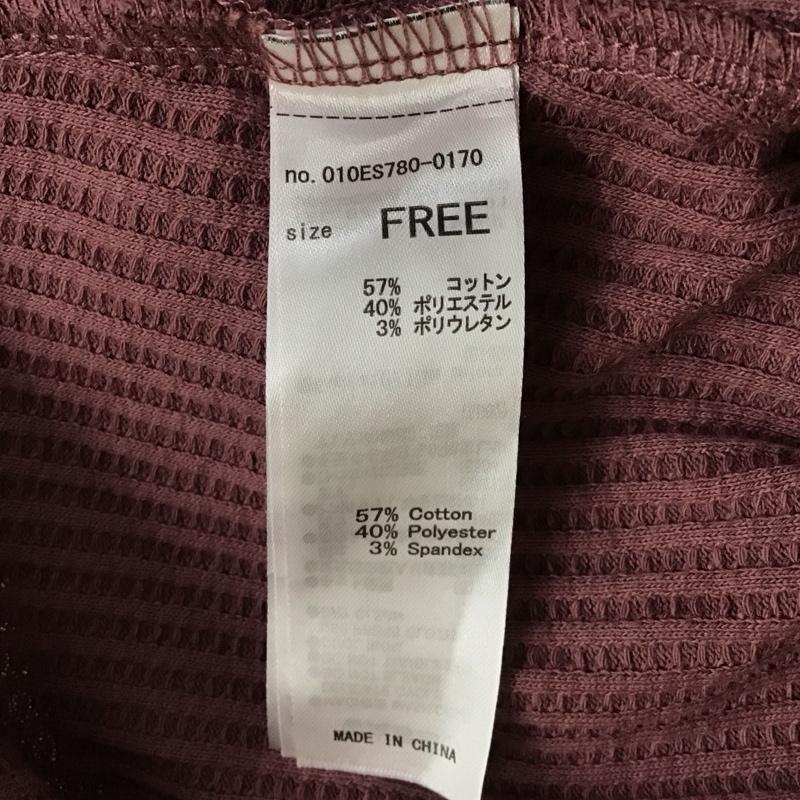 no. 010ES780-0170
size FREE
57% コットン
40% ポリエステル
3% ポリウレタン
57% Cotton
40% Polyester
3% Spandex
MADE IN CHINA